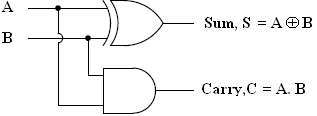 A
B
Sum, S = A ⊕ B
Carry,C = A. B